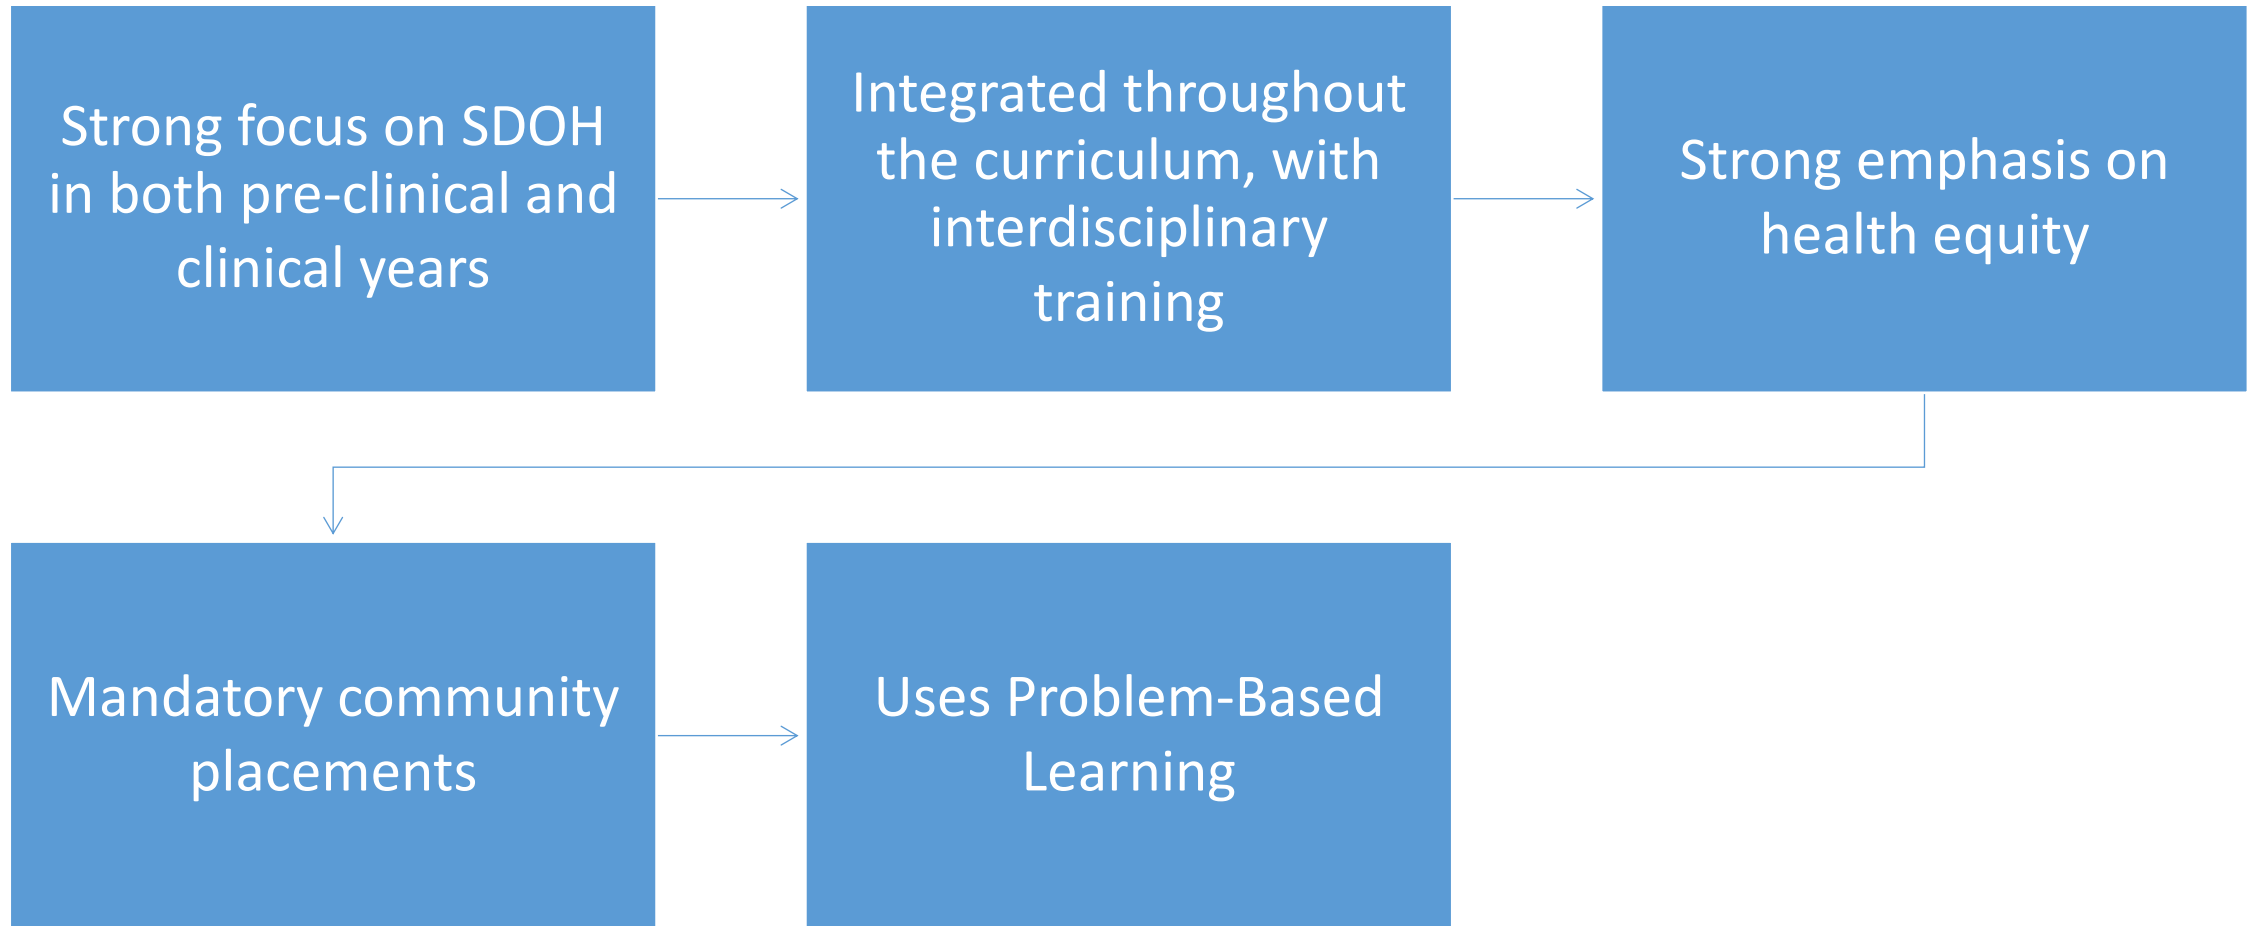 Strong focus on SDOH
in both pre-clinical and
clinical years
Integrated throughout
the curriculum, with
interdisciplinary
training
Strong emphasis on
health equity
Mandatory community
placements
Uses Problem-Based
Learning